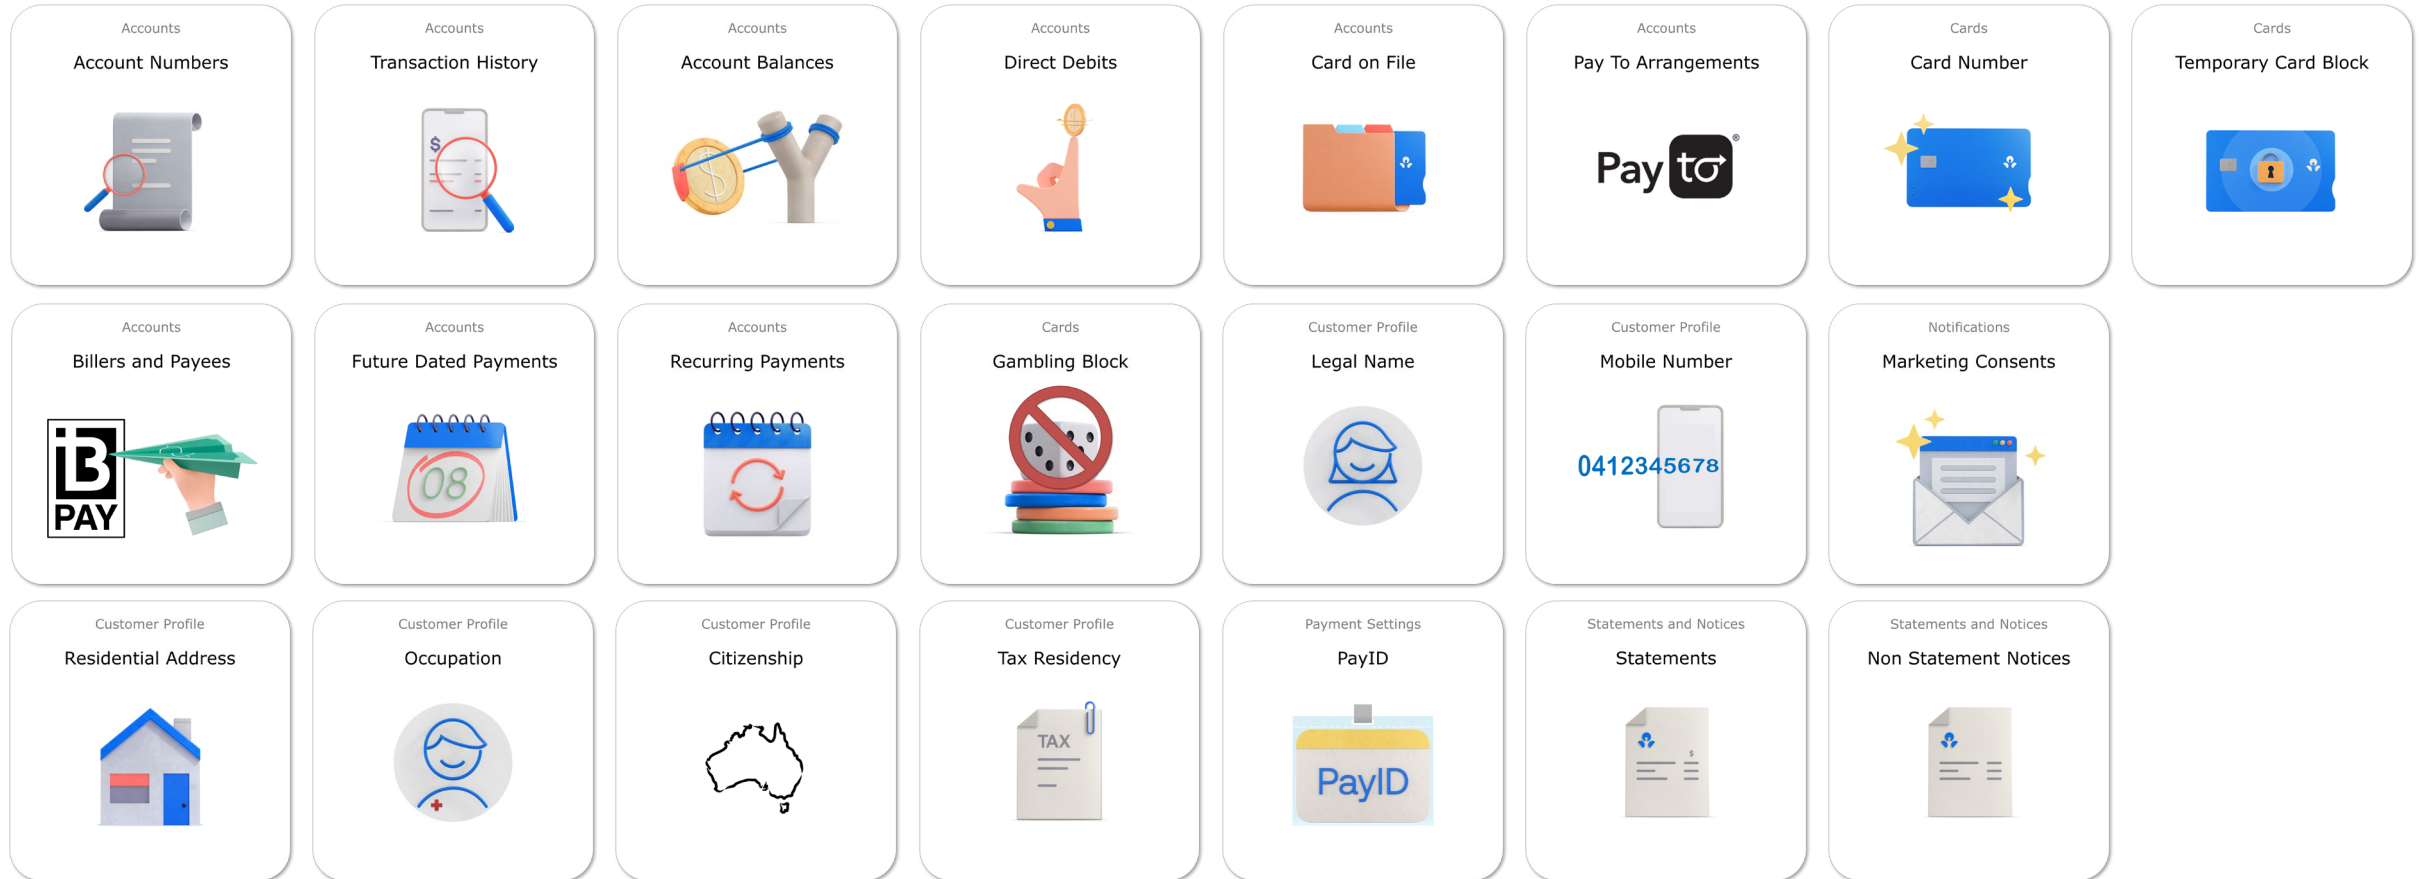 Accounts
Account Numbers
Accounts
Transaction History
$
Accounts
Account Balances
$
Accounts
Direct Debits
Accounts
Card on File
Accounts
Pay To Arrangements
Pay to®
Cards
Card Number
Cards
Temporary Card Block
Accounts
Billers and Payees
B
PAY
Accounts
Future Dated Payments
08
Accounts
Recurring Payments
Cards
Gambling Block
Customer Profile
Legal Name
Customer Profile
Mobile Number
0412345678
Notifications
Marketing Consents
Customer Profile
Residential Address
Customer Profile
Occupation
Customer Profile
Citizenship
Customer Profile
Tax Residency
TAX
Payment Settings
PayID
PayID
Statements and Notices
Statements
$
Statements and Notices
Non Statement Notices